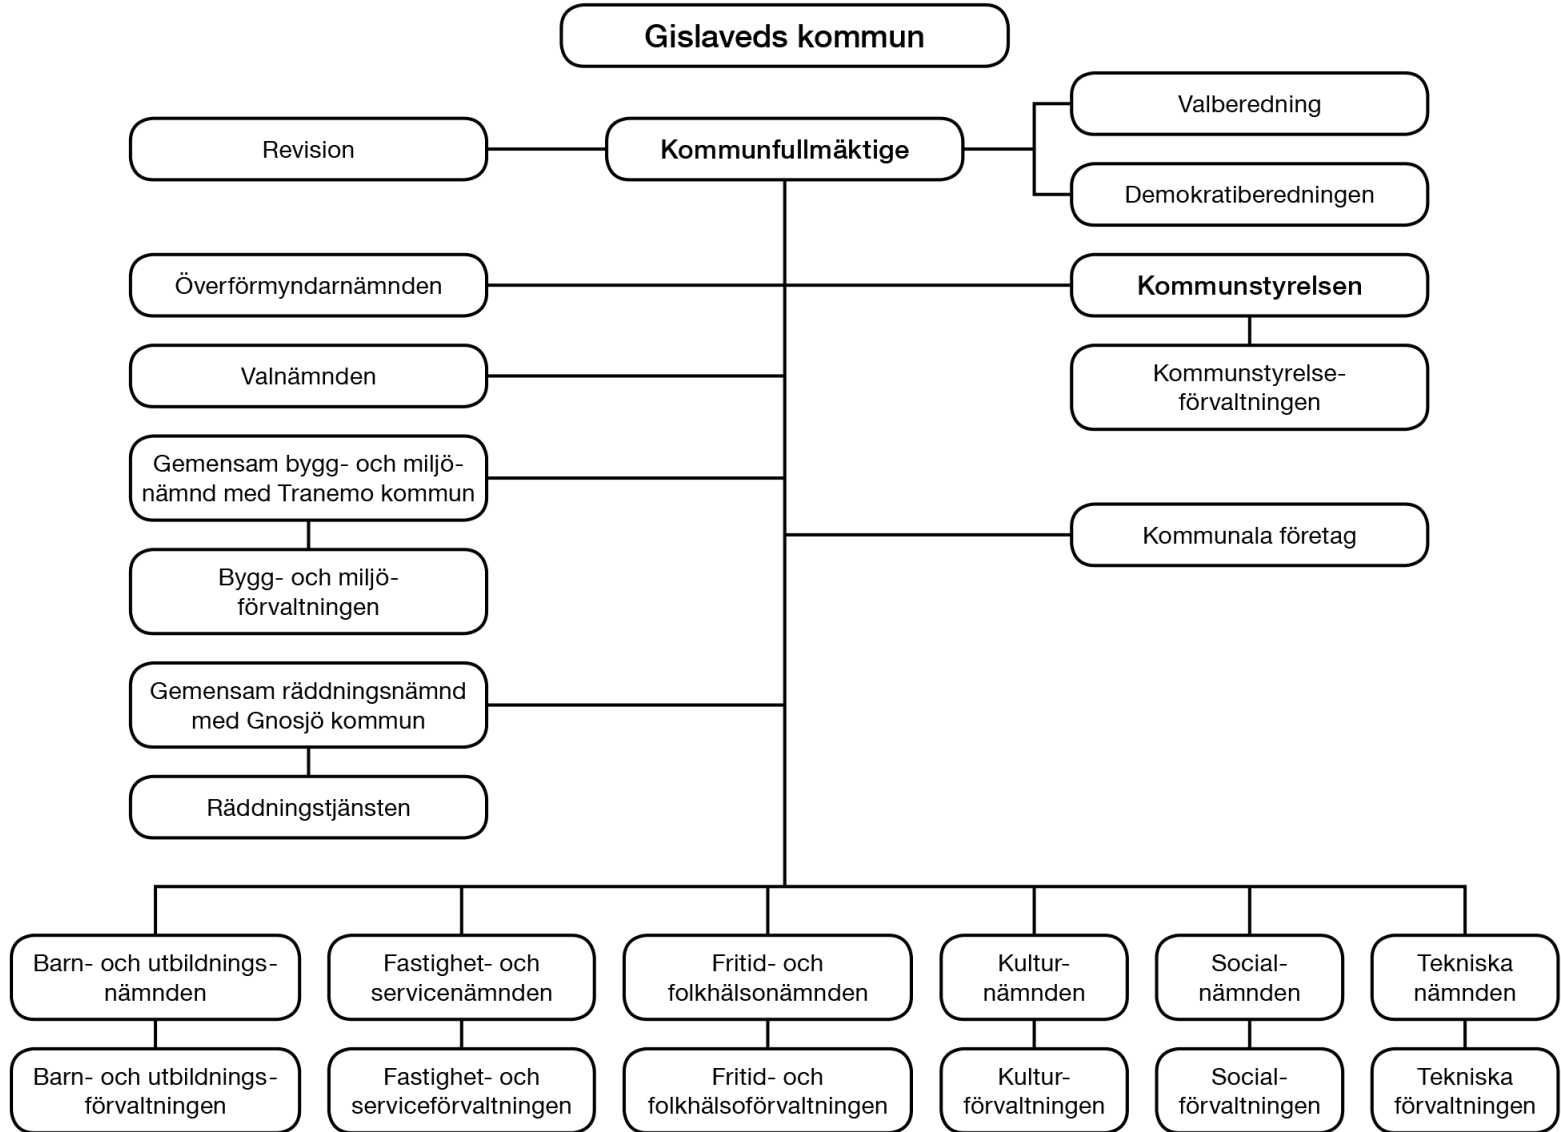 Gislaveds kommun
Valberedning
Revision
Kommunfullmäktige
Demokratiberedningen
Överförmyndarnämnden
Kommunstyrelsen
Valnämnden
Kommunstyrelse-
förvaltningen
Gemensam bygg- och miljö-
nämnd med Tranemo kommun
Kommunala företag
Bygg- och miljö-
förvaltningen
Gemensam räddningsnämnd
med Gnosjö kommun
Räddningstjänsten
Barn- och utbildnings-
nämnden
Fastighet- och
servicenämnden
Fritid- och
folkhälsonämnden
Kultur-
nämnden
Social-
nämnden
Tekniska
nämnden
Barn- och utbildnings-
förvaltningen
Fastighet- och
serviceförvaltningen
Fritid- och
folkhälsoförvaltningen
Kultur-
förvaltningen
Social-
förvaltningen
Tekniska
förvaltningen